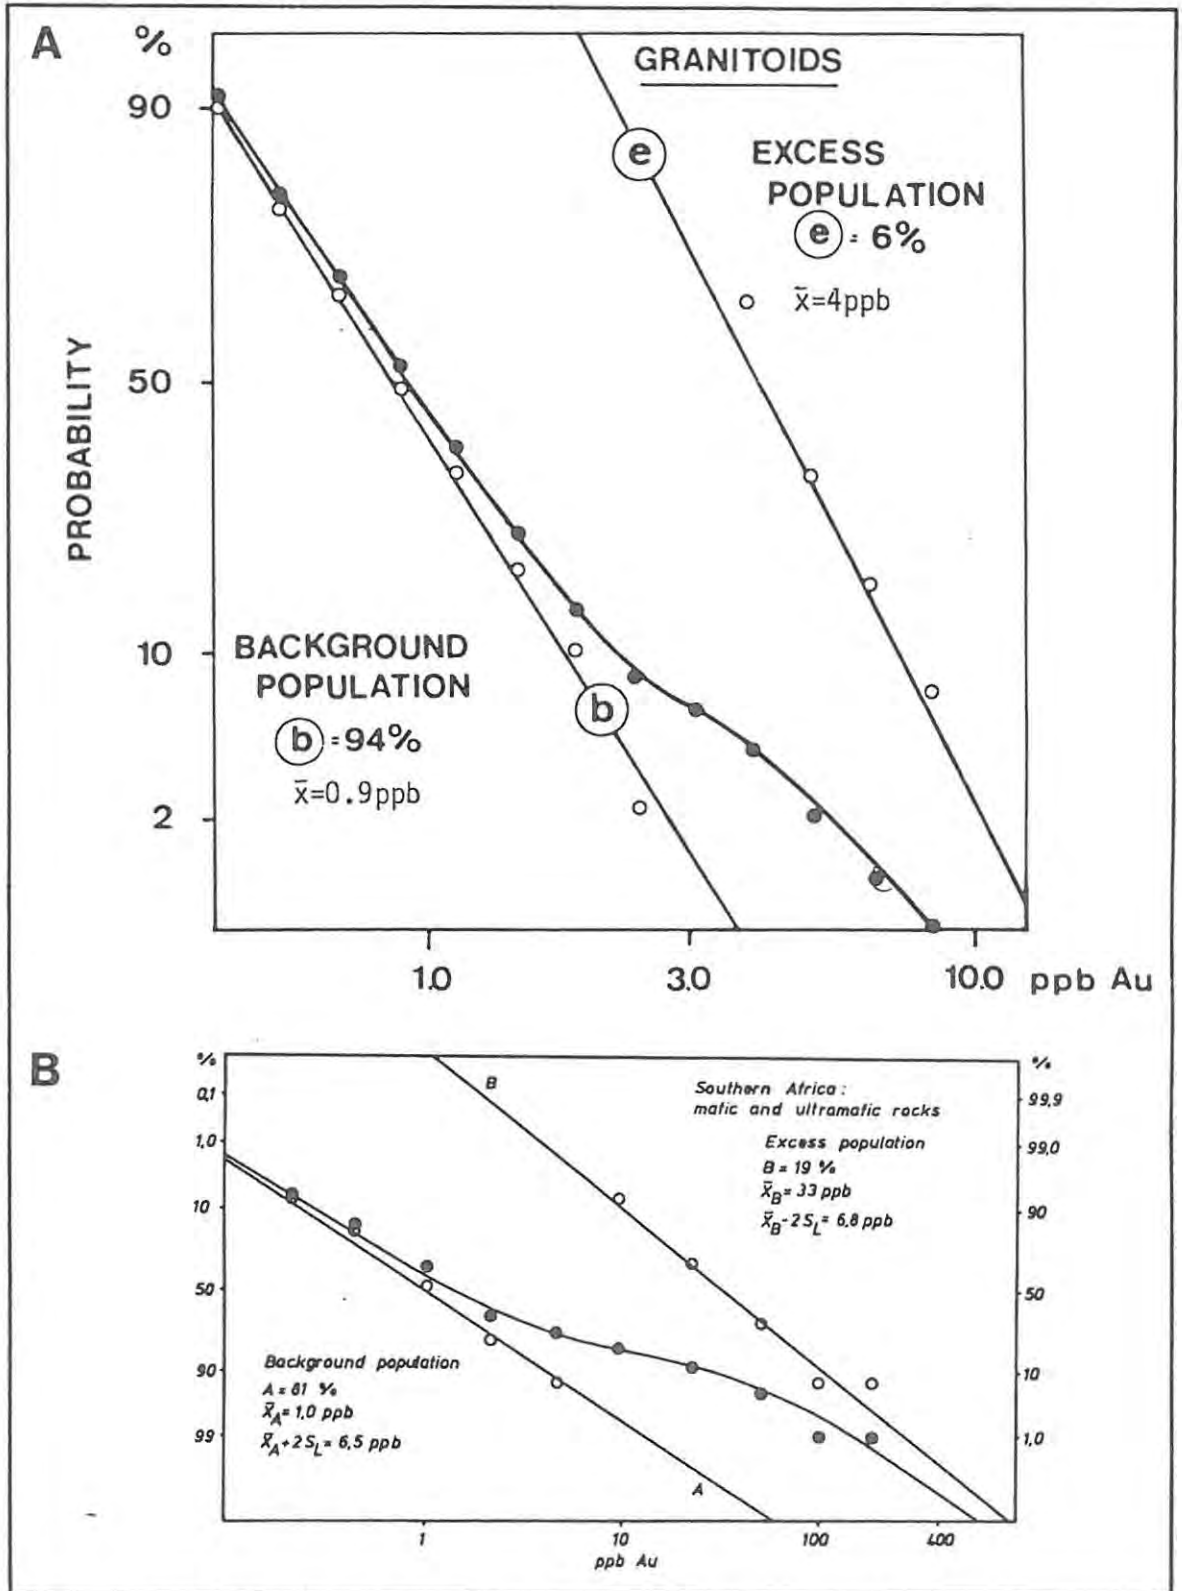 A
%
GRANITOIDS
90
e
EXCESS
POPULATION
e = 6%
x̄=4ppb
50
PROBABILITY
10
BACKGROUND
POPULATION
b
b = 94%
x̄=0.9ppb
2
1.0
3.0
10.0 ppb Au
B
%
%
B
Southern Africa :
mafic and ultramafic rocks
0,1
99,9
1,0
99,0
Excess population
B = 19 %
X̄B = 33 ppb
X̄B - 2SL = 6,8 ppb
10
90
50
50
Background population
90
10
A = 81 %
X̄A = 1,0 ppb
X̄A + 2SL = 6,5 ppb
99
1,0
A
1
10
100
400
ppb Au